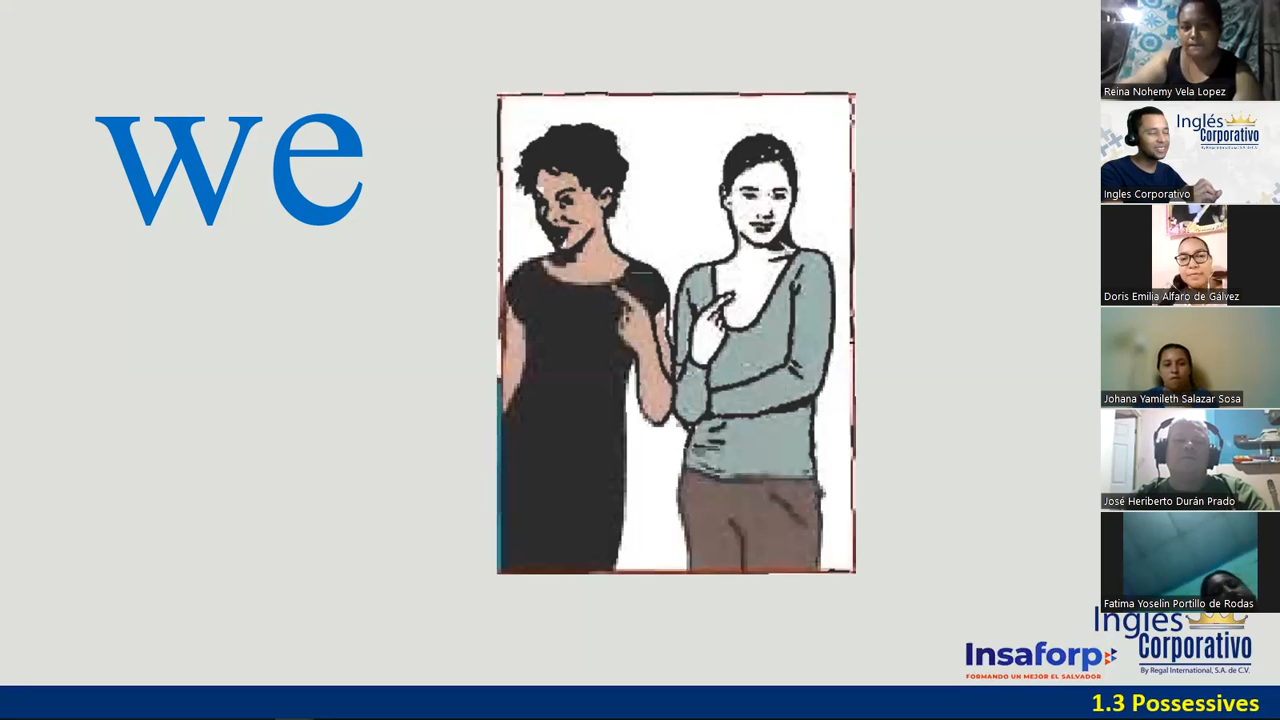 we
Reina Nohemy Vela Lopez
Inglés
Corporativo
Ingles Corporativo
Doris Emilia Alfaro de Gálvez
Johana Yamileth Salazar Sosa
José Heriberto Durán Prado
Fatima Yoselin Portillo de Rodas
Inglés
Corporativo
By Regal International, S.A. de C.V.
Insaforp
FORMANDO UN MEJOR EL SALVADOR
1.3 Possessives